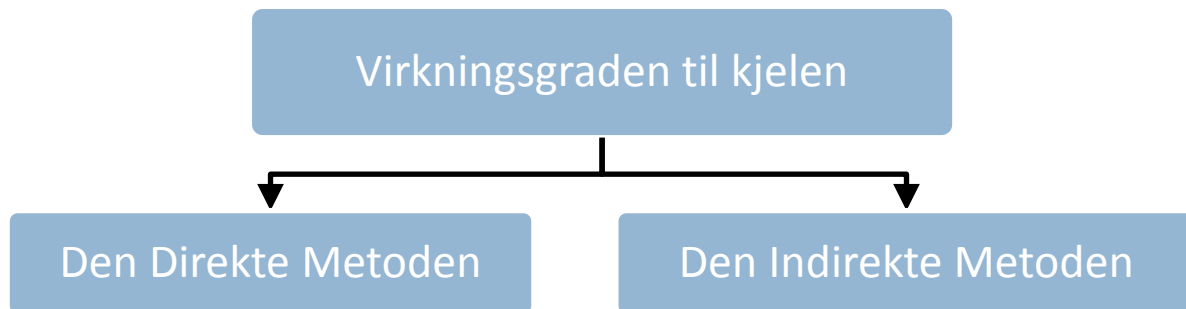 Virkningsgraden til kjelen
Den Direkte Metoden
Den Indirekte Metoden